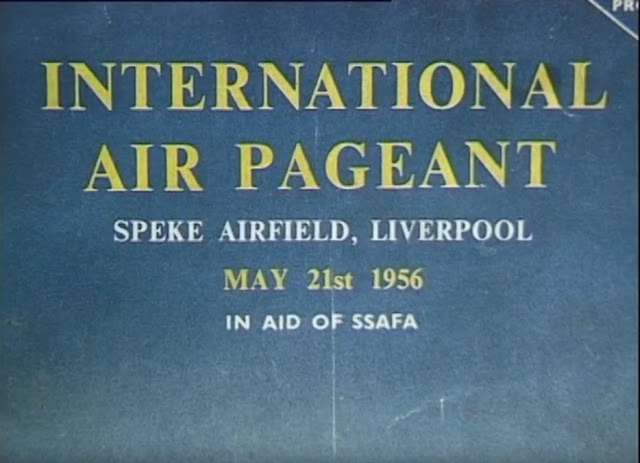 INTERNATIONAL
AIR PAGEANT
SPEKE AIRFIELD, LIVERPOOL
MAY 21st 1956
IN AID OF SSAFA